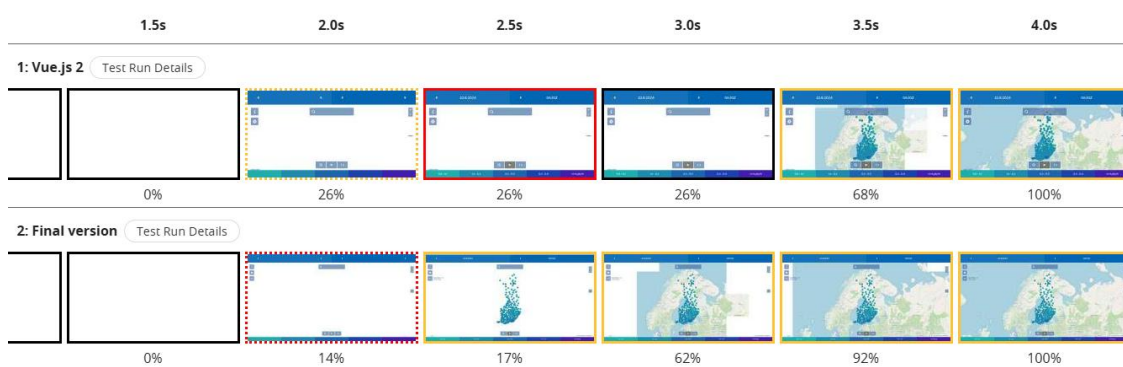 1.5s 2.0s 2.5s 3.0s 3.5s 4.0s
1: Vue.js 2 Test Run Details
0% 26% 26% 26% 68% 100%
2: Final version Test Run Details
0% 14% 17% 62% 92% 100%